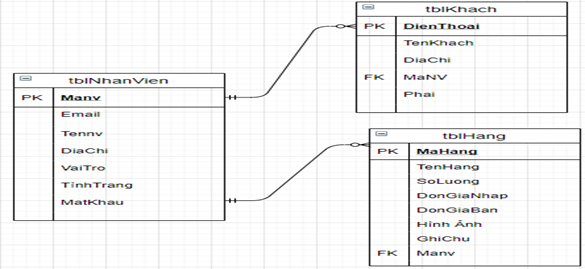 tblNhanVien
PK Manv
Email
Tennv
DiaChi
VaiTro
TinhTrang
MatKhau
tblKhach
PK DienThoai
TenKhach
DiaChi
FK MaNV
Phai
tblHang
PK MaHang
TenHang
SoLuong
DonGiaNhap
DonGiaBan
Hình Ảnh
GhiChu
FK Manv